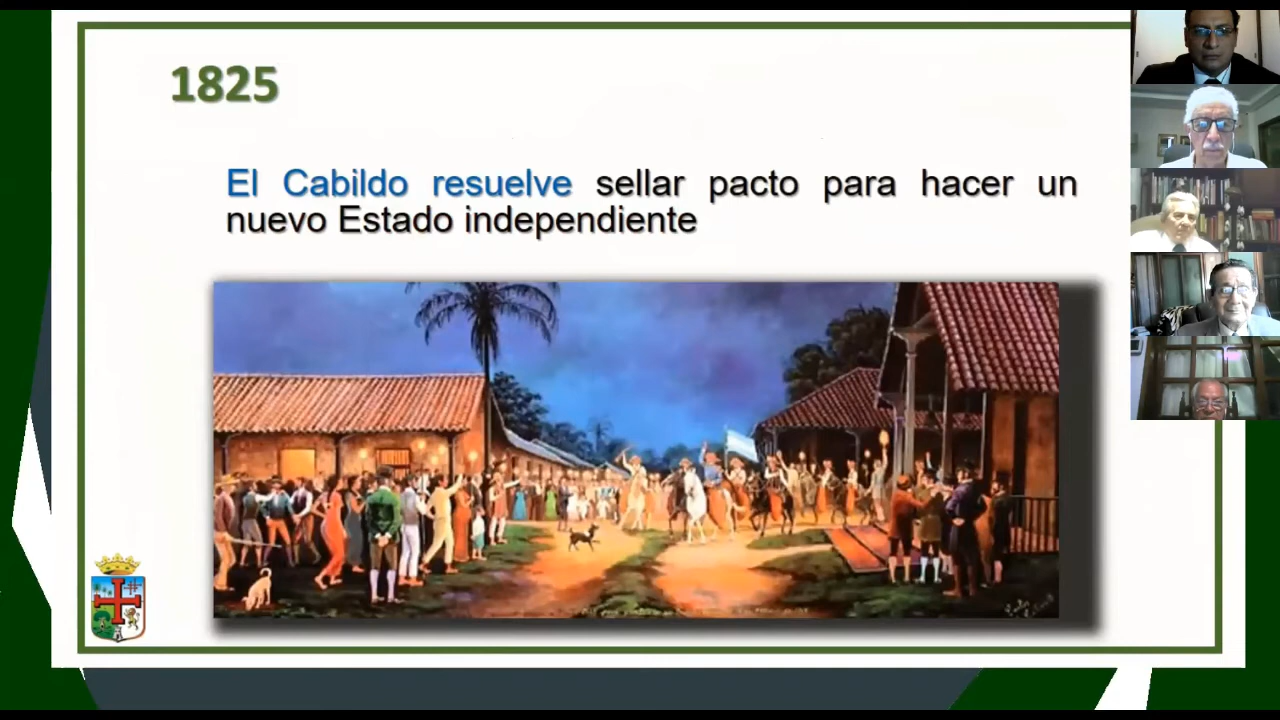 1825
El Cabildo resuelve sellar pacto para hacer un
nuevo Estado independiente